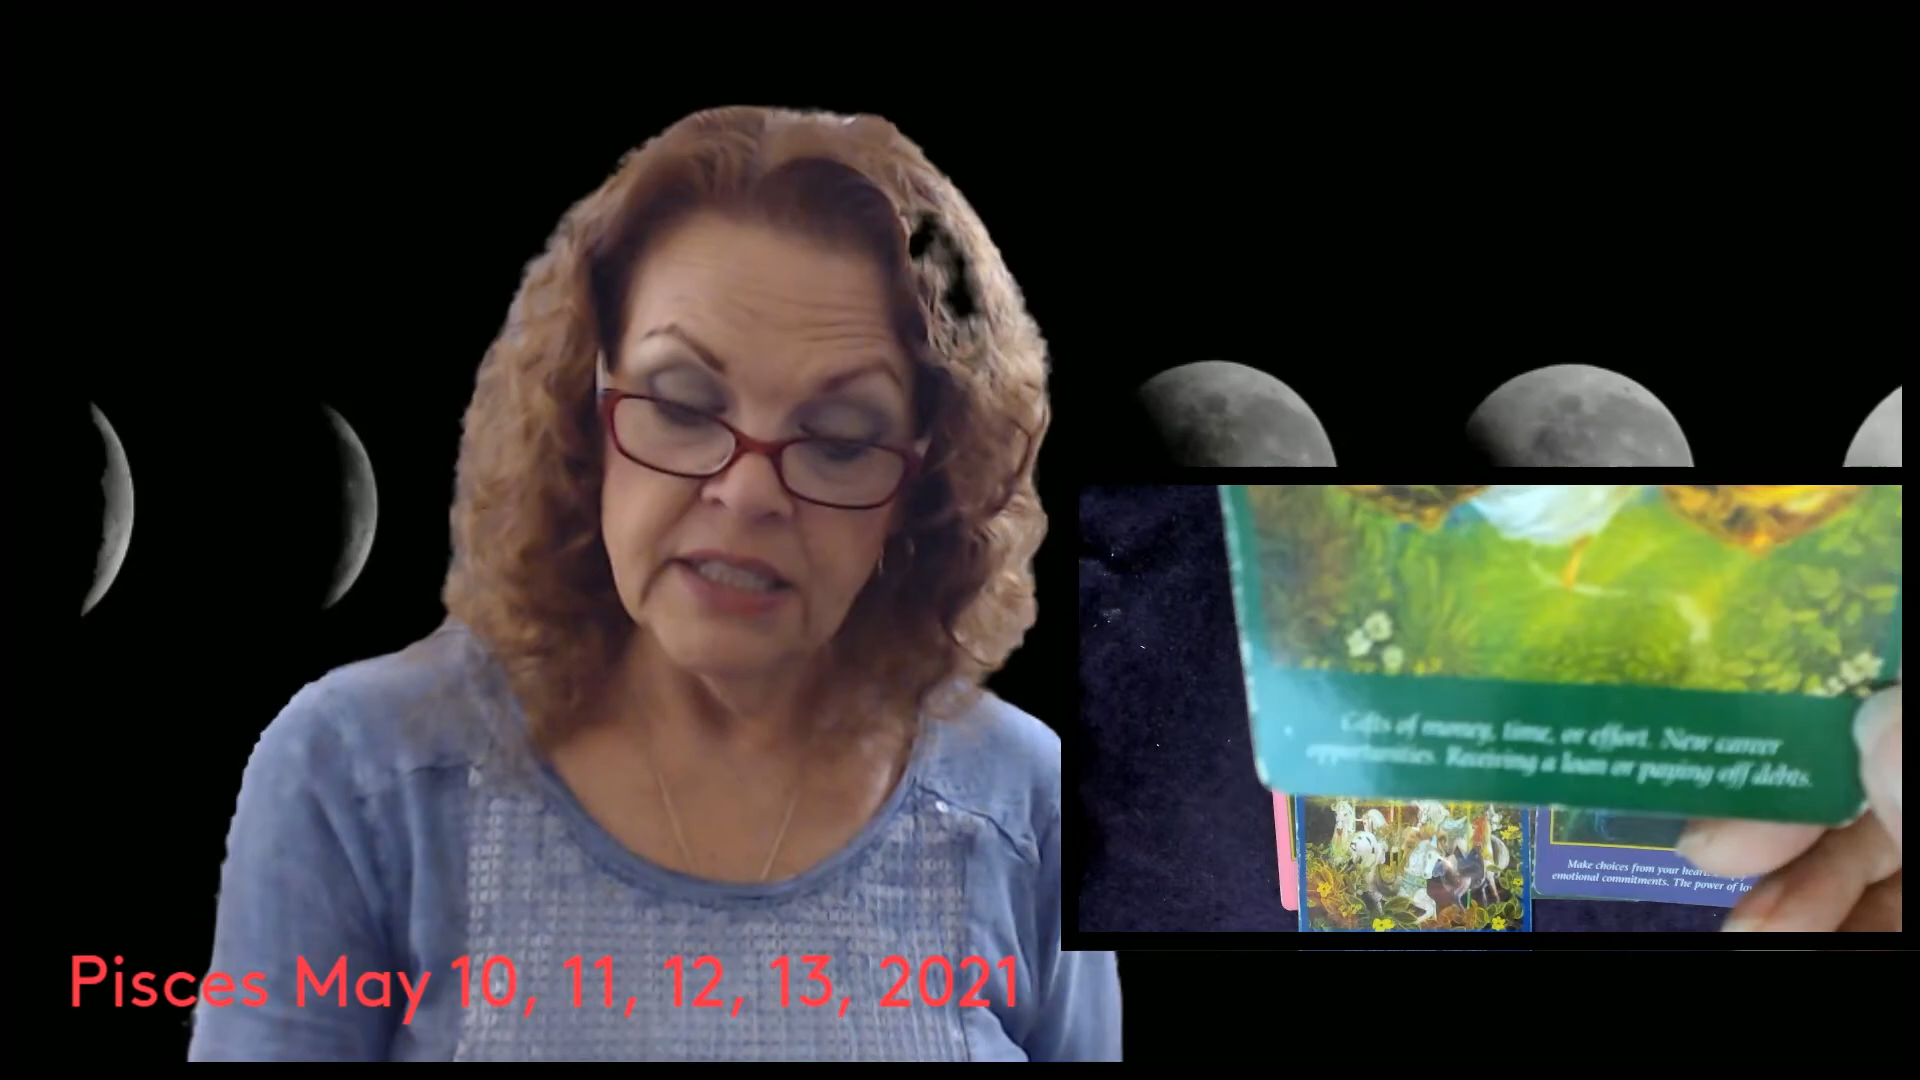 Gifts of money, time, or effort. New career
opportunities. Receiving a loan or paying off debts.
Make choices from your heart.
emotional commitments. The power of
Pisces May 10, 11, 12, 13, 2021